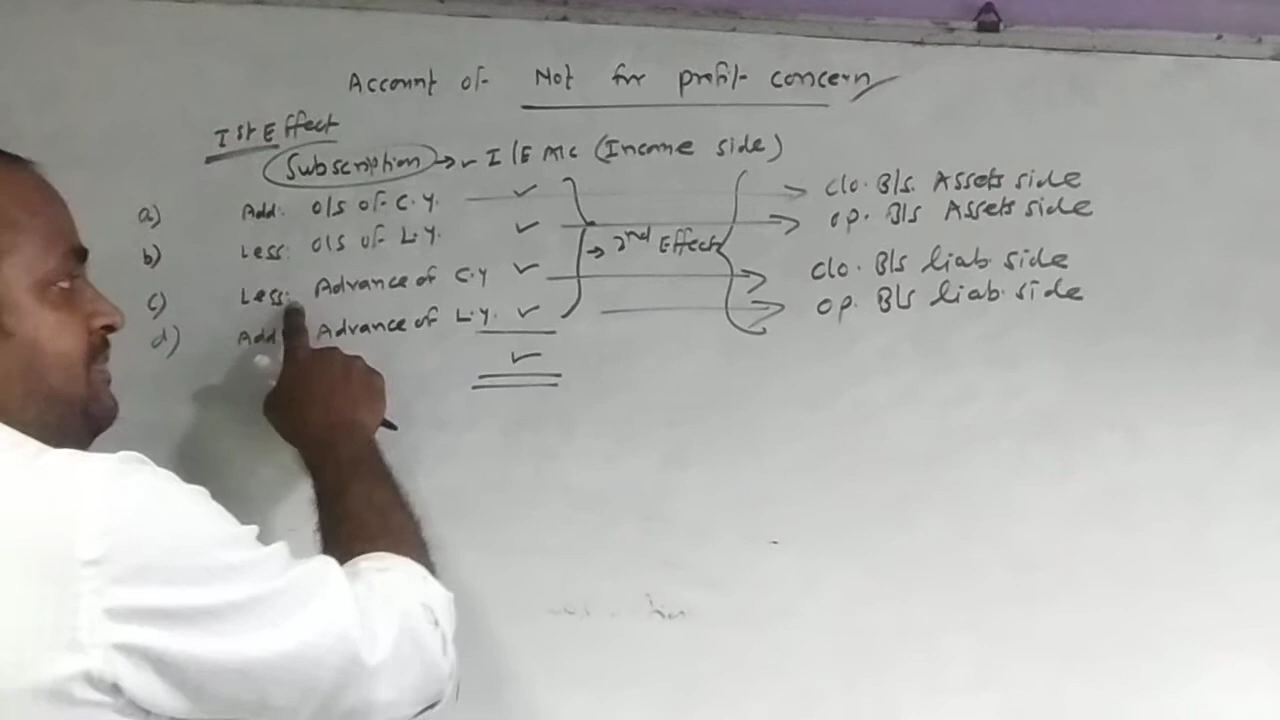 Account of Not for profit concern
Ist Effect
Subscription → I/E A/c (Income side)
a) Add: O/S of C.Y. ✓ → clo. B/s. Assets side
b) Less: O/S of L.Y. ✓ → op. B/s Assets side
→ 2nd Effect
c) Less: Advance of C.Y ✓ → clo. B/s liab. side
d) Add Advance of L.Y. ✓ → op. B/s liab. side
✓